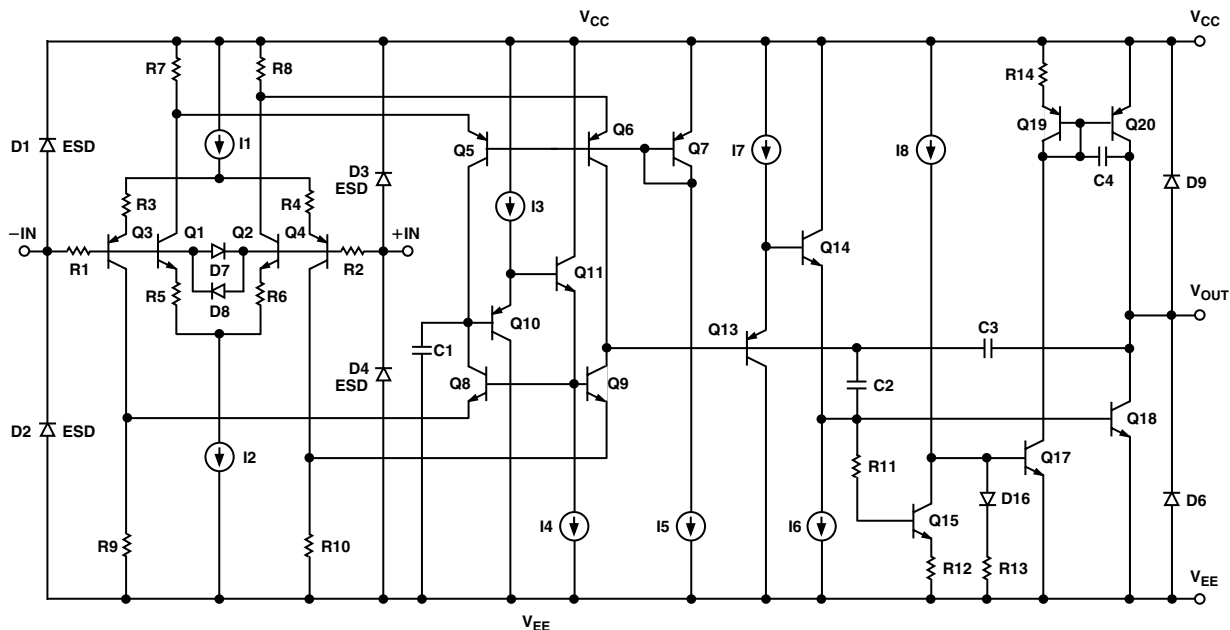 VCC
VCC
R7
R8
R14
Q6
Q19
Q20
D1
ESD
I1
Q5
Q7
I7
I8
D3
ESD
C4
D9
R3
R4
I3
−IN
Q3
Q1
Q2
Q4
+IN
R1
D7
R2
Q14
Q11
R5
D8
R6
VOUT
Q10
Q13
C3
C1
D4
ESD
Q8
Q9
C2
Q18
D2
ESD
I2
R11
Q17
D16
I4
I5
I6
Q15
D6
R9
R10
R12
R13
VEE
VEE